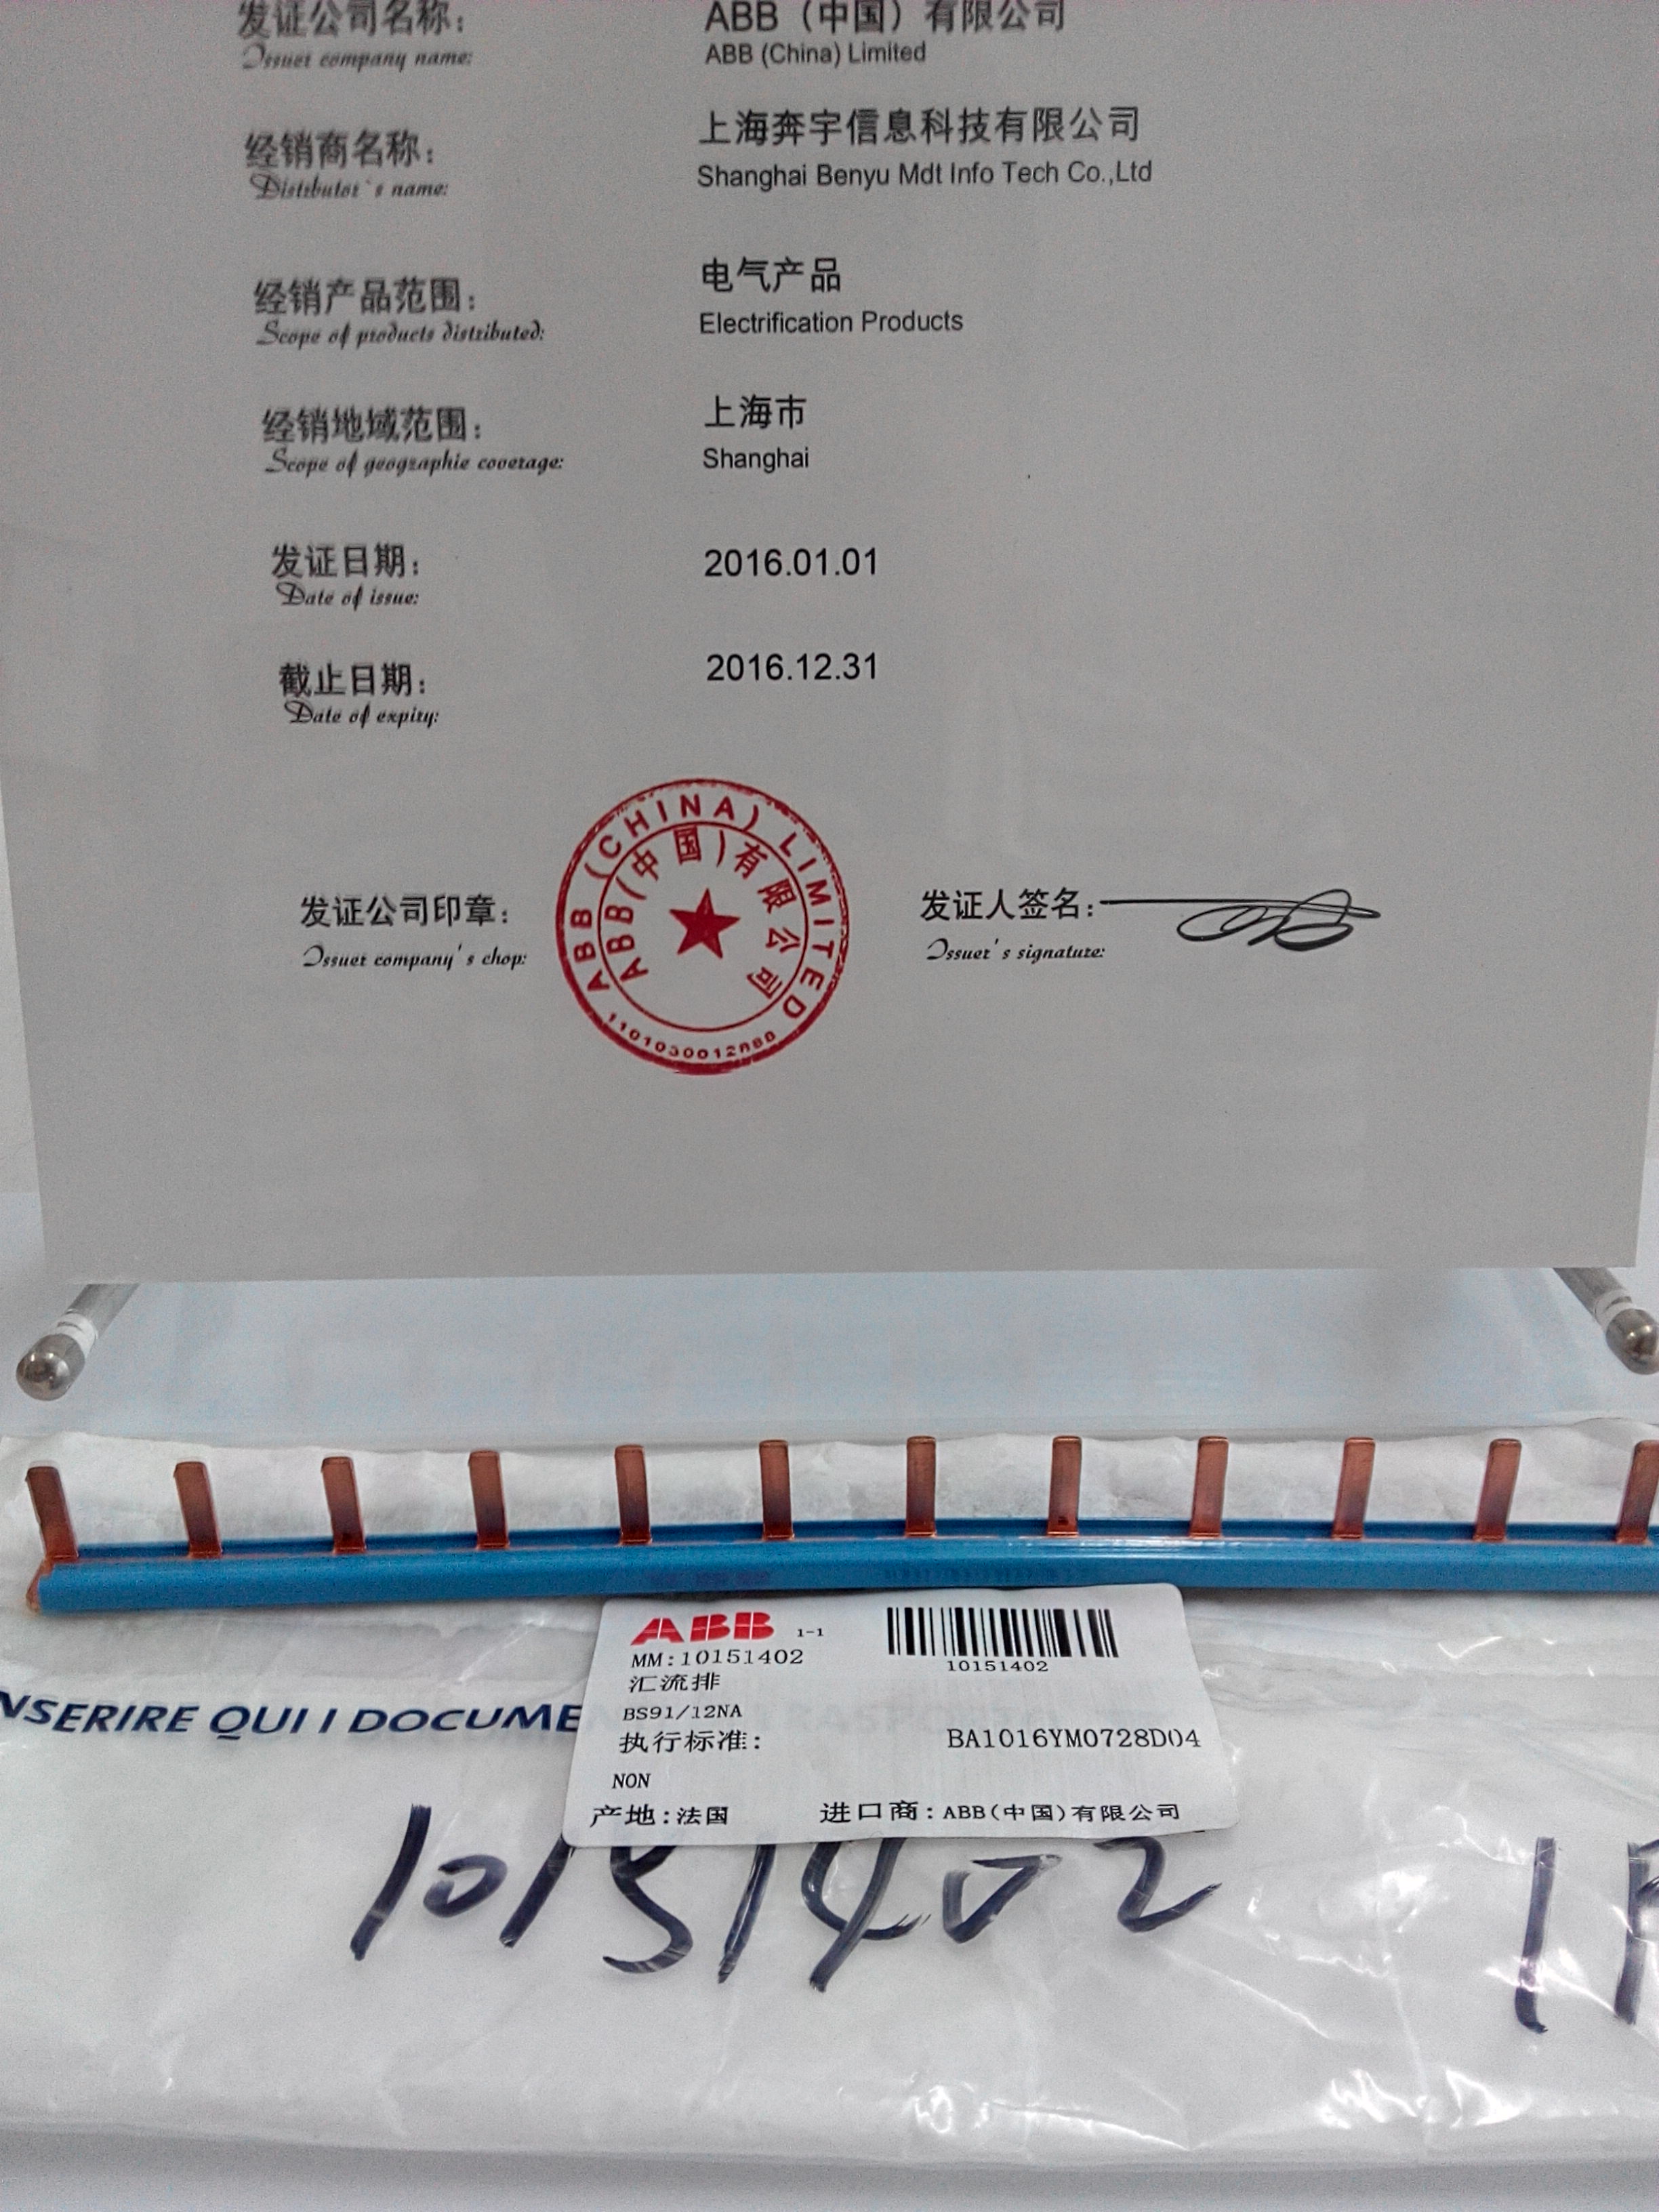 发证公司名称：
ABB（中国）有限公司
Issuer company name:
ABB (China) Limited
经销商名称：
上海奔宇信息科技有限公司
Distributor`s name:
Shanghai Benyu Mdt Info Tech Co.,Ltd
经销产品范围：
电气产品
Scope of products distributed:
Electrification Products
经销地域范围：
上海市
Scope of geographic coverage:
Shanghai
发证日期：
2016.01.01
Date of issue:
截止日期：
2016.12.31
Date of expiry:
ABB (CHINA) LIMITED
ABB(中国)有限公司
发证公司印章：
Issuer company's chop:
发证人签名：
Issuer's signature:
ABB 1-1
MM:10151402
10151402
汇流排
BS91/12NA
执行标准:
BA1016YM0728D04
NON
产地:法国
进口商:ABB(中国)有限公司
NSERIRE QUI I DOCUME
10151402
1